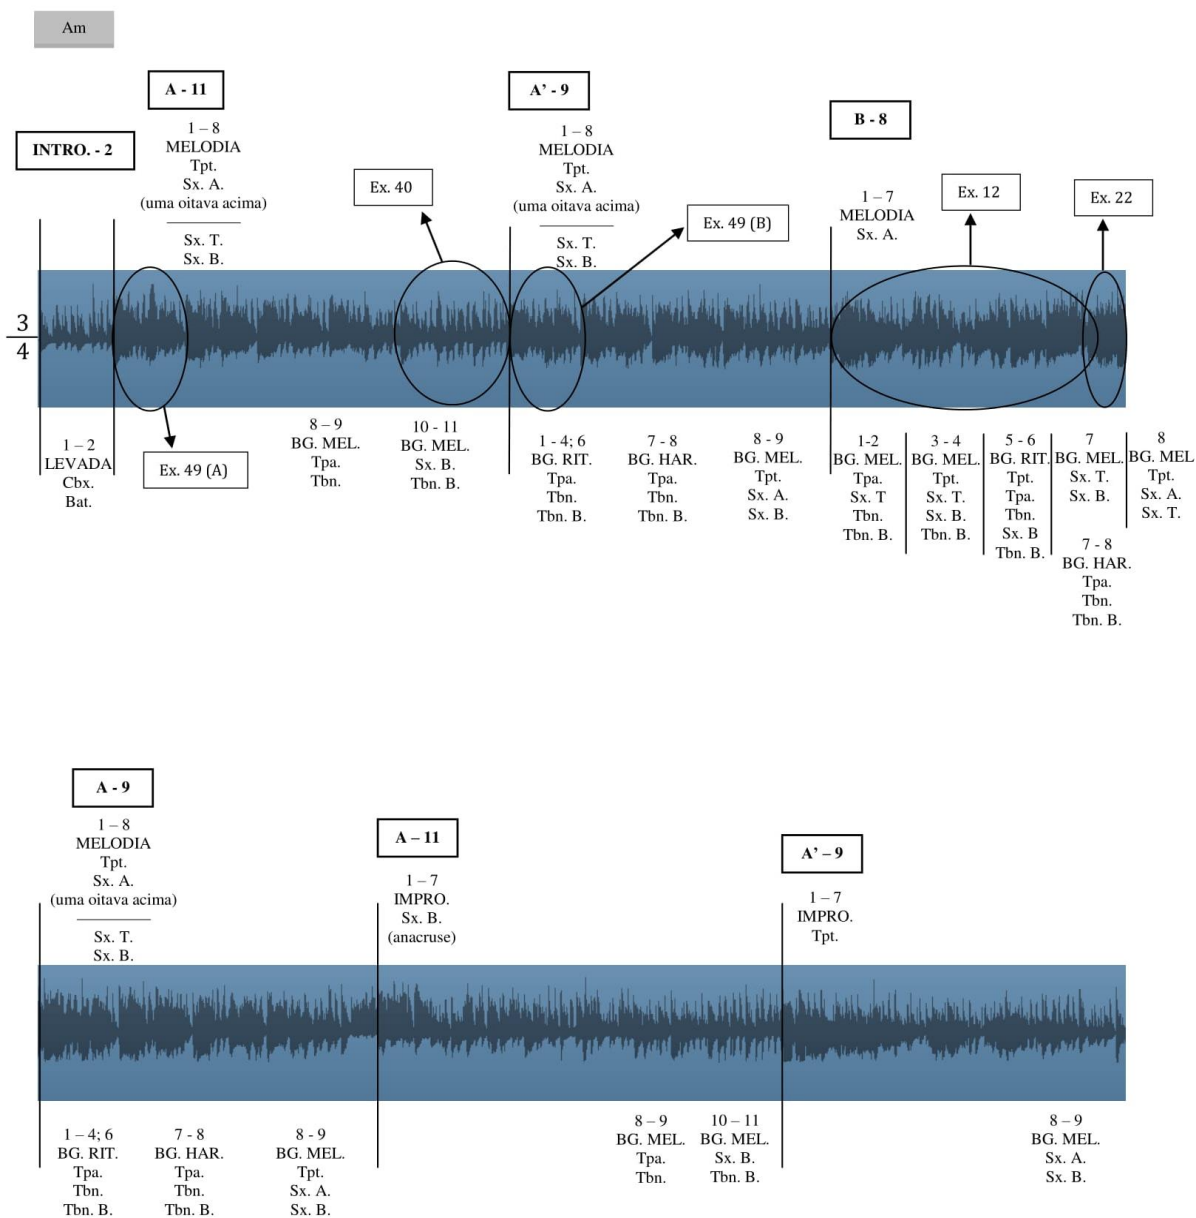 Am
A - 11
1 – 8
MELODIA
Tpt.
Sx. A.
(uma oitava acima)
Sx. T.
Sx. B.
A’ - 9
1 – 8
MELODIA
Tpt.
Sx. A.
(uma oitava acima)
Sx. T.
Sx. B.
B - 8
1 – 7
MELODIA
Sx. A.
INTRO. - 2
Ex. 40
Ex. 49 (B)
Ex. 12
Ex. 22
3
4
1 – 2
LEVADA
Cbx.
Bat.
Ex. 49 (A)
8 – 9
BG. MEL.
Tpa.
Tbn.
10 - 11
BG. MEL.
Sx. B.
Tbn. B.
1 - 4; 6
BG. RIT.
Tpa.
Tbn.
Tbn. B.
7 - 8
BG. HAR.
Tpa.
Tbn.
Tbn. B.
8 - 9
BG. MEL.
Tpt.
Sx. A.
Sx. B.
1-2
BG. MEL.
Tpa.
Sx. T
Tbn.
Tbn. B.
3 - 4
BG. MEL.
Tpt.
Sx. T.
Sx. B.
Tbn. B.
5 - 6
BG. RIT.
Tpt.
Tpa.
Tbn.
Sx. B
Tbn. B.
7
BG. MEL.
Sx. T.
Sx. B.
7 - 8
BG. HAR.
Tpa.
Tbn.
Tbn. B.
8
BG. MEL
Tpt.
Sx. A.
Sx. T.
A - 9
1 – 8
MELODIA
Tpt.
Sx. A.
(uma oitava acima)
Sx. T.
Sx. B.
A – 11
1 – 7
IMPRO.
Sx. B.
(anacruse)
A’ – 9
1 – 7
IMPRO.
Tpt.
1 – 4; 6
BG. RIT.
Tpa.
Tbn.
Tbn. B.
7 - 8
BG. HAR.
Tpa.
Tbn.
Tbn. B.
8 - 9
BG. MEL.
Tpt.
Sx. A.
Sx. B.
8 – 9
BG. MEL.
Tpa.
Tbn.
10 – 11
BG. MEL.
Sx. B.
Tbn. B.
8 – 9
BG. MEL.
Sx. A.
Sx. B.